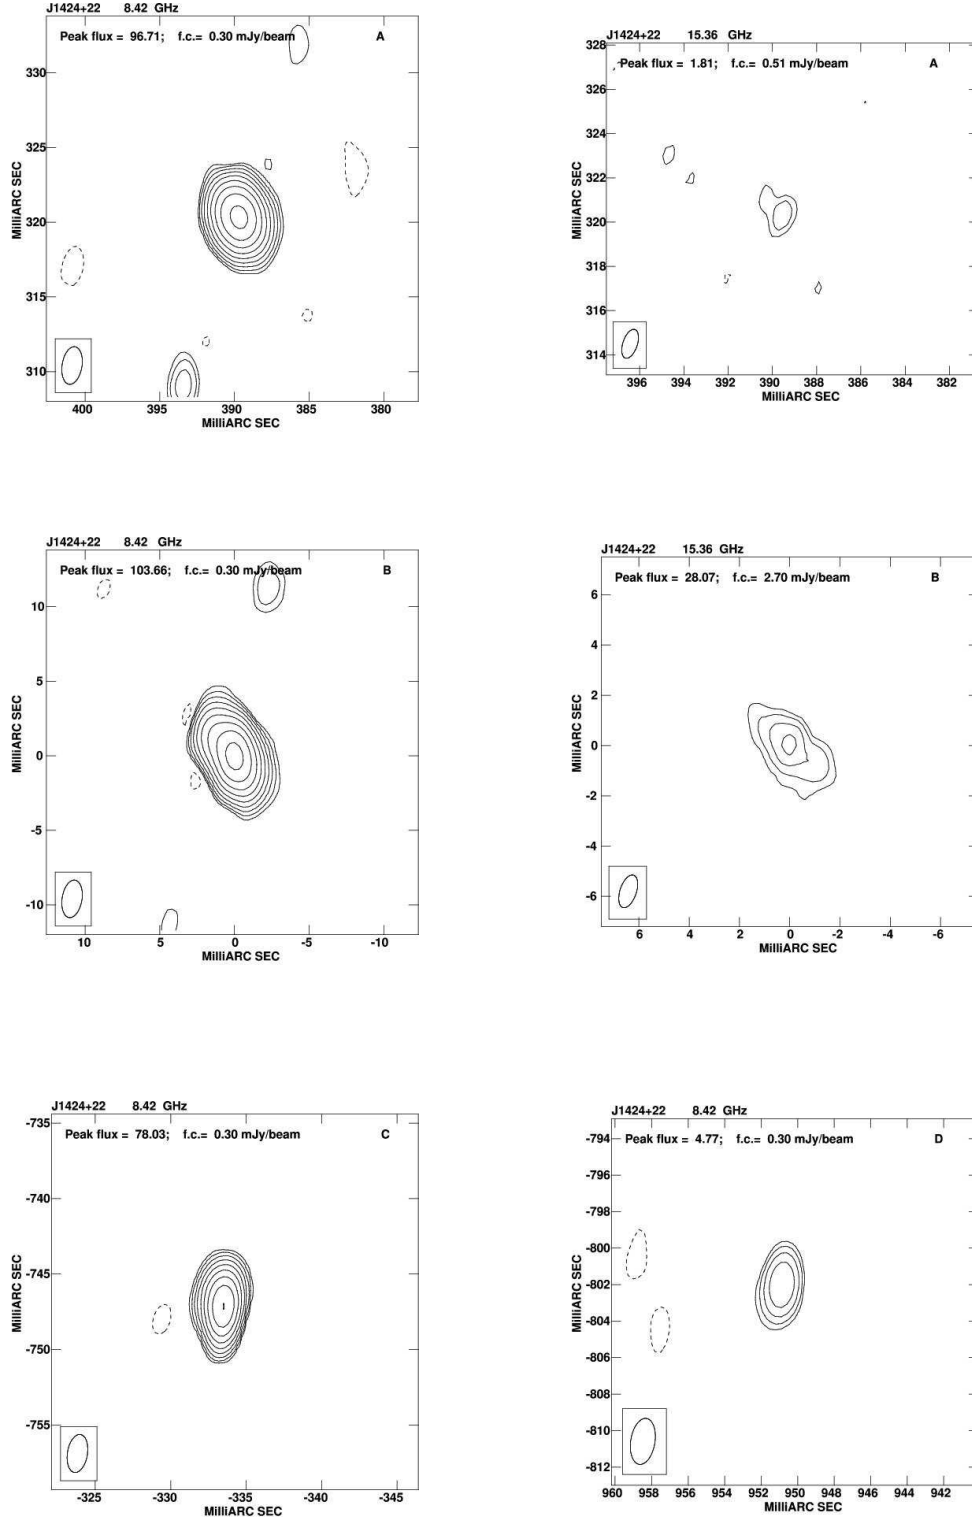 J1424+22 8.42 GHz
Peak flux = 96.71; f.c.= 0.30 mJy/beam A
330
325
320
315
310
MilliARC SEC
400 395 390 385 380
MilliARC SEC
J1424+22 15.36 GHz
Peak flux = 1.81; f.c.= 0.51 mJy/beam A
328
326
324
322
320
318
316
314
MilliARC SEC
396 394 392 390 388 386 384 382
MilliARC SEC
J1424+22 8.42 GHz
Peak flux = 103.66; f.c.= 0.30 mJy/beam B
10
5
0
-5
-10
MilliARC SEC
10 5 0 -5 -10
MilliARC SEC
J1424+22 15.36 GHz
Peak flux = 28.07; f.c.= 2.70 mJy/beam B
6
4
2
0
-2
-4
-6
MilliARC SEC
6 4 2 0 -2 -4 -6
MilliARC SEC
J1424+22 8.42 GHz
Peak flux = 78.03; f.c.= 0.30 mJy/beam C
-735
-740
-745
-750
-755
MilliARC SEC
-325 -330 -335 -340 -345
MilliARC SEC
J1424+22 8.42 GHz
Peak flux = 4.77; f.c.= 0.30 mJy/beam D
-794
-796
-798
-800
-802
-804
-806
-808
-810
-812
MilliARC SEC
960 958 956 954 952 950 948 946 944 942
MilliARC SEC